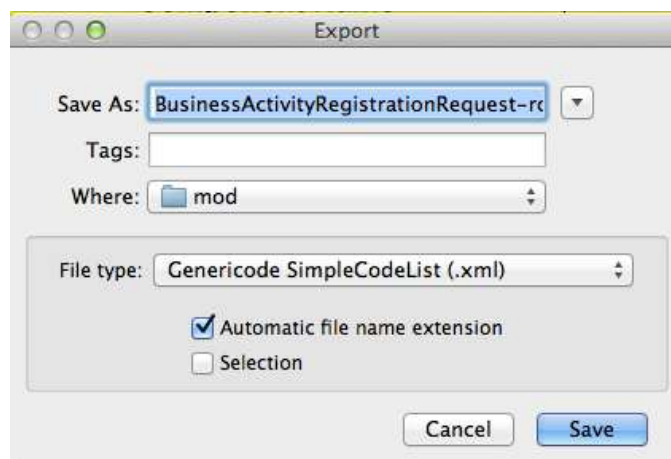 Export
Save As: BusinessActivityRegistrationRequest-ro
Tags:
Where: mod
File type: Genericode SimpleCodeList (.xml)
Automatic file name extension
Selection
Cancel Save